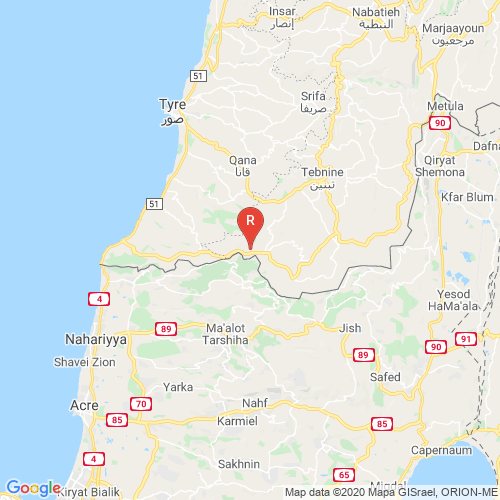 Insar
إنصار
Nabatieh
النبطية
Marjaayoun
مرجعيون
51
Srifa
صريفا
Tyre
صور
Metula
90
Dafna
Qana
قانا
Tebnine
تبنين
Qiryat
Shemona
Kfar Blum
51
R
4
Yesod
HaMa'ala
Nahariyya
89
Ma'alot
Tarshiha
Jish
91
90
89
Shavei Zion
Safed
Yarka
Acre
70
Nahf
85
Karmiel
85
4
Capernaum
Sakhnin
65
Migdal
Google
Kiryat Bialik
Map data ©2020 Mapa GISrael, ORION-ME